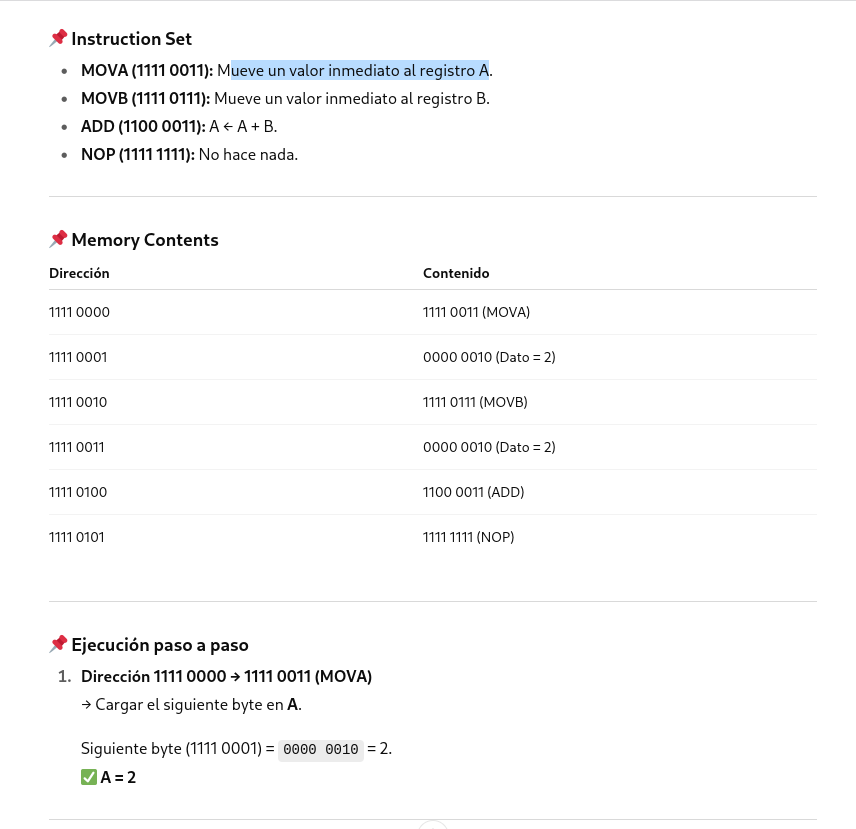 📌 Instruction Set
• MOVA (1111 0011): Mueve un valor inmediato al registro A.
• MOVB (1111 0111): Mueve un valor inmediato al registro B.
• ADD (1100 0011): A ← A + B.
• NOP (1111 1111): No hace nada.
📌 Memory Contents
Dirección Contenido
1111 0000 1111 0011 (MOVA)
1111 0001 0000 0010 (Dato = 2)
1111 0010 1111 0111 (MOVB)
1111 0011 0000 0010 (Dato = 2)
1111 0100 1100 0011 (ADD)
1111 0101 1111 1111 (NOP)
📌 Ejecución paso a paso
1. Dirección 1111 0000 → 1111 0011 (MOVA)
→ Cargar el siguiente byte en A.
Siguiente byte (1111 0001) = 0000 0010 = 2.
✅ A = 2